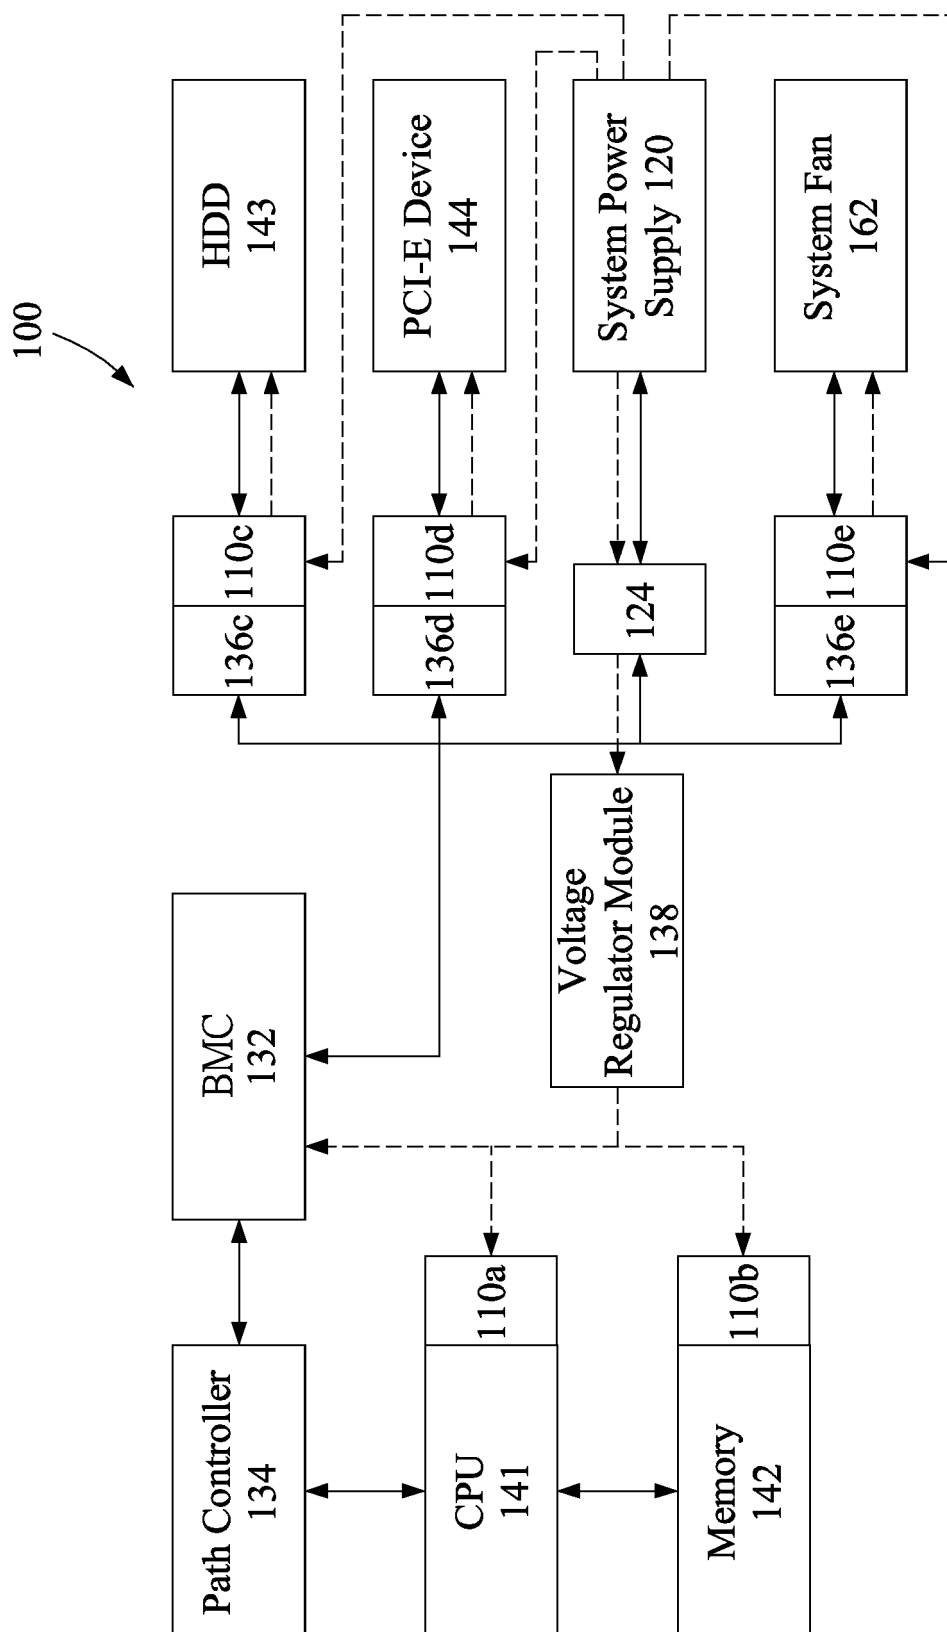 100
Path Controller
134
BMC
132
136c
110c
HDD
143
136d
110d
PCI-E Device
144
CPU
141
110a
Voltage
Regulator Module
138
124
System Power
Supply 120
Memory
142
110b
136e
110e
System Fan
162